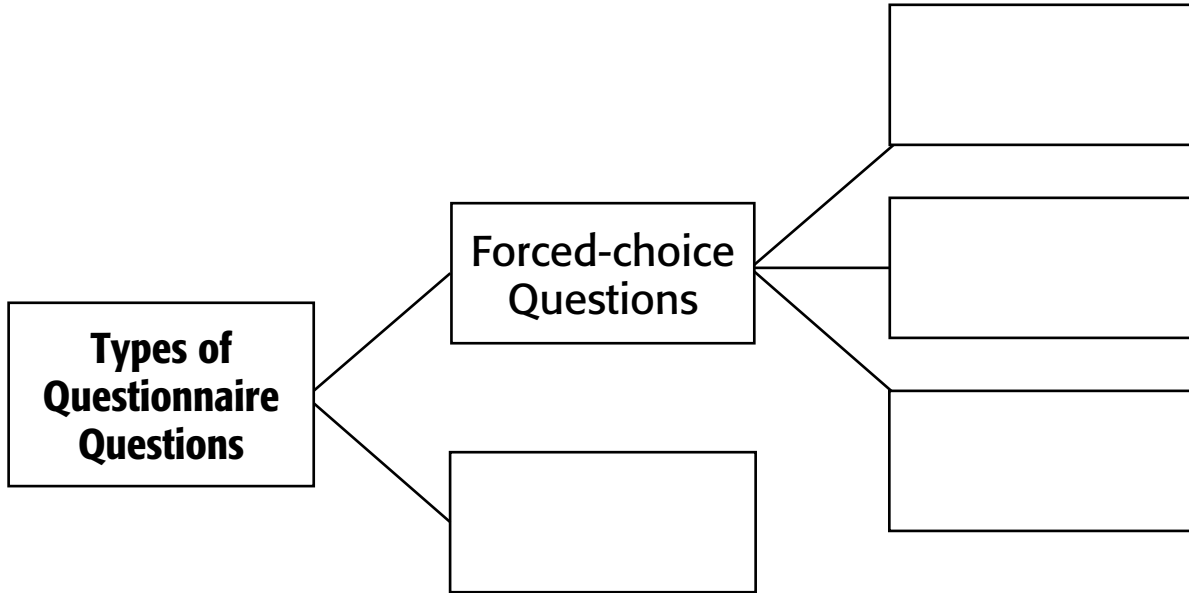 Forced-choice
Questions
Types of
Questionnaire
Questions